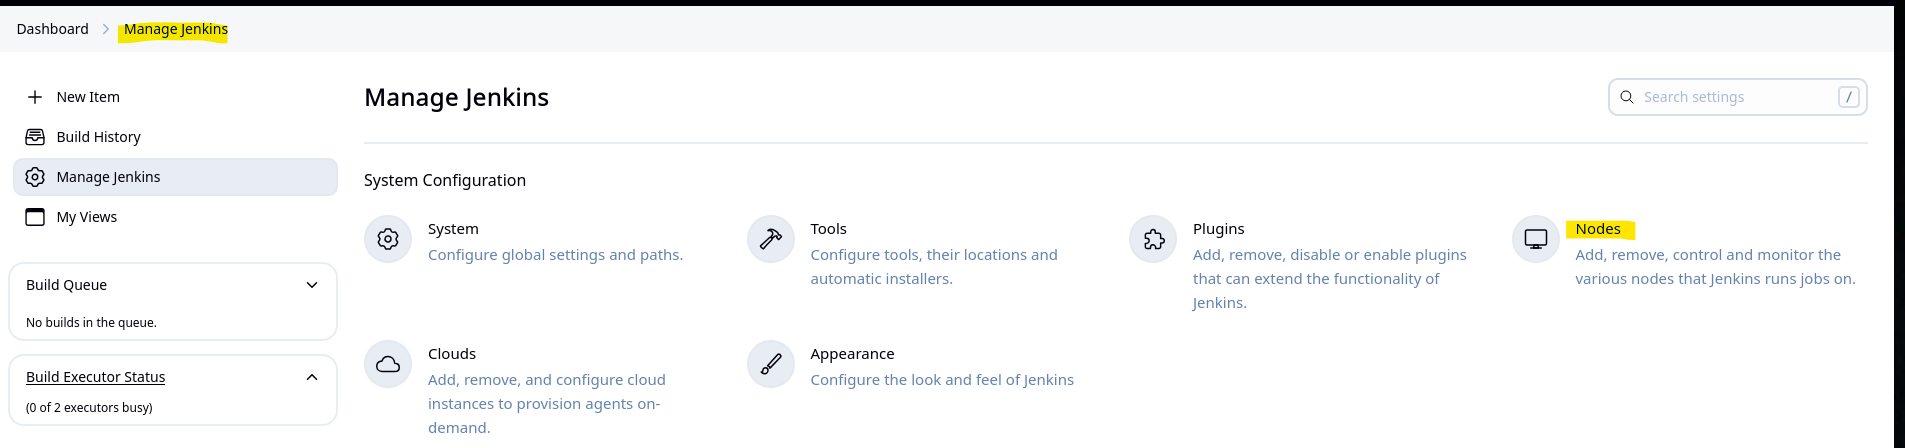 Dashboard
Manage Jenkins
New Item
Build History
Manage Jenkins
My Views
Build Queue
No builds in the queue.
Build Executor Status
(0 of 2 executors busy)
Manage Jenkins
Search settings /
System Configuration
System
Configure global settings and paths.
Tools
Configure tools, their locations and
automatic installers.
Plugins
Add, remove, disable or enable plugins
that can extend the functionality of
Jenkins.
Nodes
Add, remove, control and monitor the
various nodes that Jenkins runs jobs on.
Clouds
Add, remove, and configure cloud
instances to provision agents on-
demand.
Appearance
Configure the look and feel of Jenkins